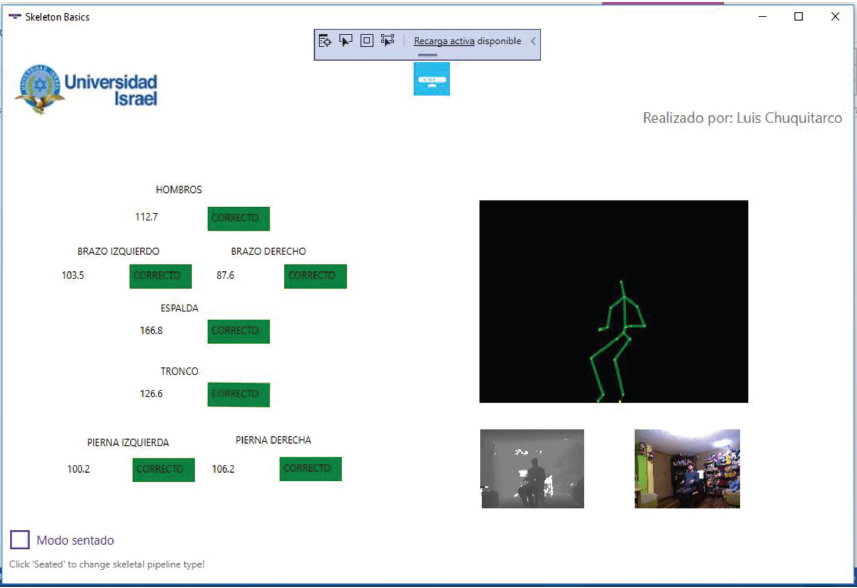 Skeleton Basics
Recarga activa disponible
Universidad
Israel
Realizado por: Luis Chuquitarco
HOMBROS
112.7 CORRECTO
BRAZO IZQUIERDO BRAZO DERECHO
103.5 CORRECTO 87.6 CORRECTO
ESPALDA
166.8 CORRECTO
TRONCO
126.6 CORRECTO
PIERNA IZQUIERDA PIERNA DERECHA
100.2 CORRECTO 106.2 CORRECTO
Modo sentado
Click 'Seated' to change skeletal pipeline type!